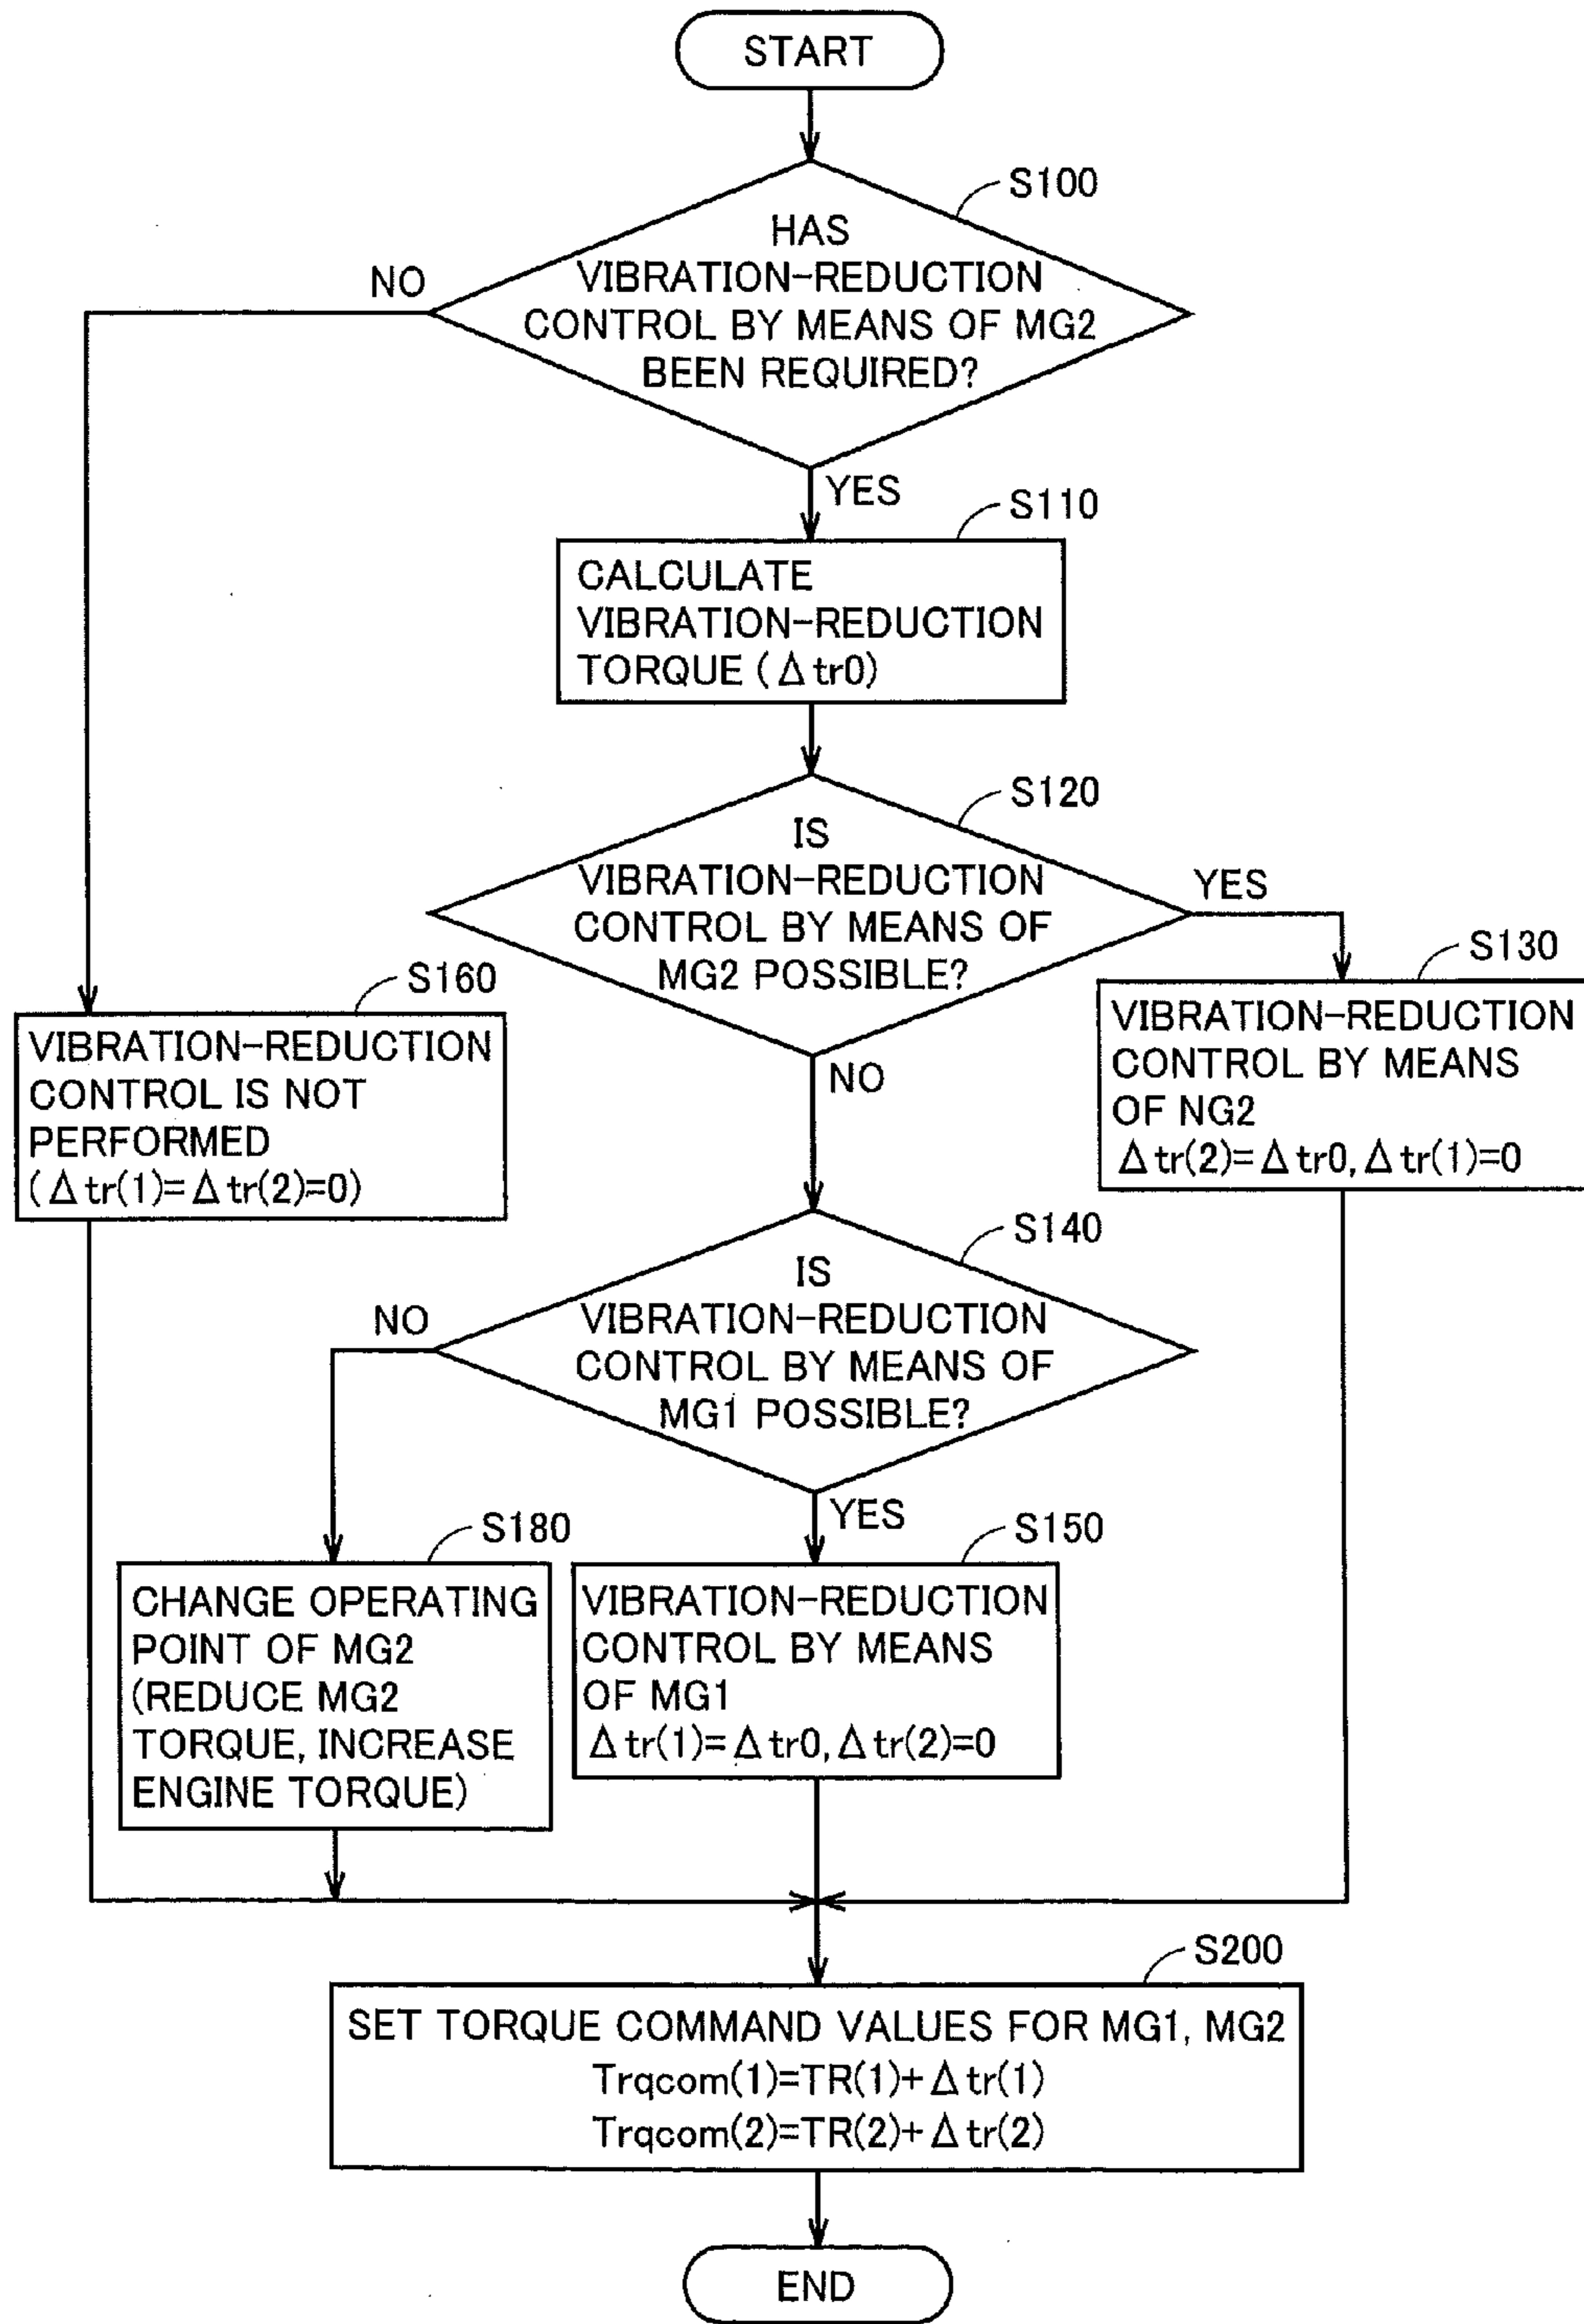 START
S100
HAS
VIBRATION-REDUCTION
CONTROL BY MEANS OF MG2
BEEN REQUIRED?
NO
YES
S110
CALCULATE
VIBRATION-REDUCTION
TORQUE (Δtr0)
S120
IS
VIBRATION-REDUCTION
CONTROL BY MEANS OF
MG2 POSSIBLE?
YES
NO
S130
VIBRATION-REDUCTION
CONTROL BY MEANS
OF NG2
Δtr(2)=Δtr0, Δtr(1)=0
S160
VIBRATION-REDUCTION
CONTROL IS NOT
PERFORMED
(Δtr(1)=Δtr(2)=0)
S140
IS
VIBRATION-REDUCTION
CONTROL BY MEANS OF
MG1 POSSIBLE?
NO
YES
S180
CHANGE OPERATING
POINT OF MG2
(REDUCE MG2
TORQUE, INCREASE
ENGINE TORQUE)
S150
VIBRATION-REDUCTION
CONTROL BY MEANS
OF MG1
Δtr(1)=Δtr0, Δtr(2)=0
S200
SET TORQUE COMMAND VALUES FOR MG1, MG2
Trqcom(1)=TR(1)+Δtr(1)
Trqcom(2)=TR(2)+Δtr(2)
END